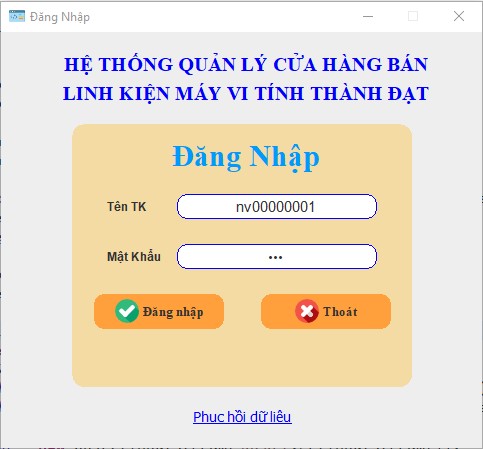 Đăng Nhập
HỆ THỐNG QUẢN LÝ CỬA HÀNG BÁN
LINH KIỆN MÁY VI TÍNH THÀNH ĐẠT
Đăng Nhập
Tên TK nv00000001
Mật Khẩu •••
Đăng nhập Thoát
Phục hồi dữ liệu